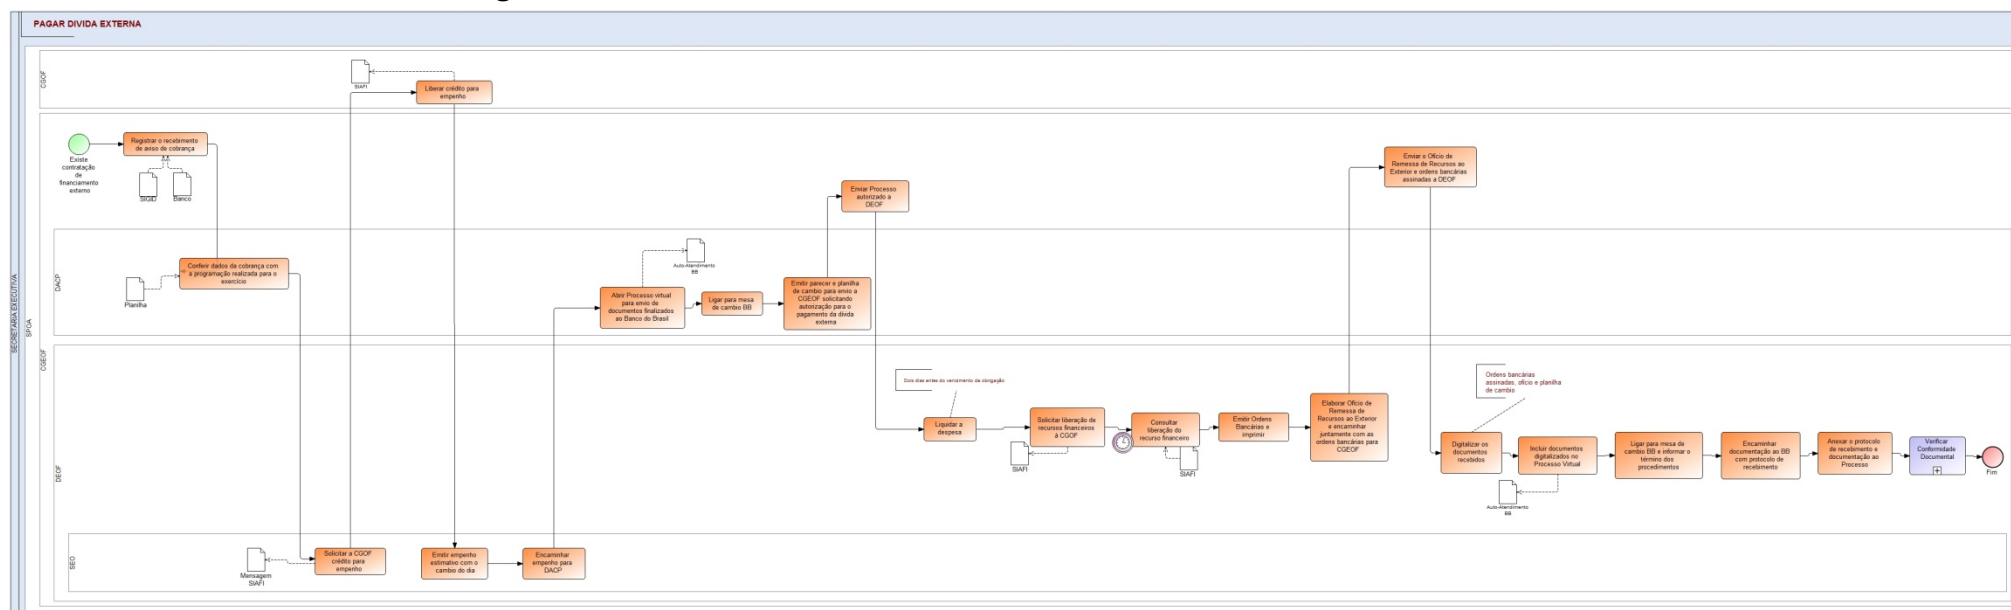 PAGAR DIVIDA EXTERNA
SECRETARIA EXECUTIVA
SPOA
CGOF
SIAFI
Liberar crédito para
empenho
CGEOF
Existe
contratação
de
financiamento
externo
Registrar o recebimento
de aviso de cobrança
SIGID
Banco
Enviar Processo
autorizado a
DEOF
Enviar o Ofício de
Remessa de Recursos ao
Exterior e ordens bancárias
assinadas a DEOF
DACP
Planilha
Conferir dados da cobrança com
a programação realizada para o
exercício
Abrir Processo virtual
para envio de
documentos finalizados
ao Banco do Brasil
Auto-Atendimento
BB
Ligar para mesa
de cambio BB
Emitir parecer e planilha
de cambio para envio a
CGEOF solicitando
autorização para o
pagamento da dívida
externa
DEOF
Dois dias antes do vencimento da obrigação
Liquidar a
despesa
Solicitar liberação de
recursos financeiros
à CGOF
SIAFI
Consultar
liberação do
recurso financeiro
SIAFI
Emitir Ordens
Bancárias e
imprimir
Elaborar Ofício de
Remessa de
Recursos ao Exterior
e encaminhar
juntamente com as
ordens bancárias para
CGEOF
Ordens bancárias
assinadas, ofício e planilha
de cambio
Digitalizar os
documentos
recebidos
Incluir documentos
digitalizados no
Processo Virtual
Auto-Atendimento
BB
Ligar para mesa de
cambio BB e informar o
término dos
procedimentos
Encaminhar
documentação ao BB
com protocolo de
recebimento
Anexar o protocolo
de recebimento e
documentação ao
Processo
Verificar
Conformidade
Documental
Fim
SEO
Mensagem
SIAFI
Solicitar a CGOF
crédito para
empenho
Emitir empenho
estimativo com o
cambio do dia
Encaminhar
empenho para
DACP